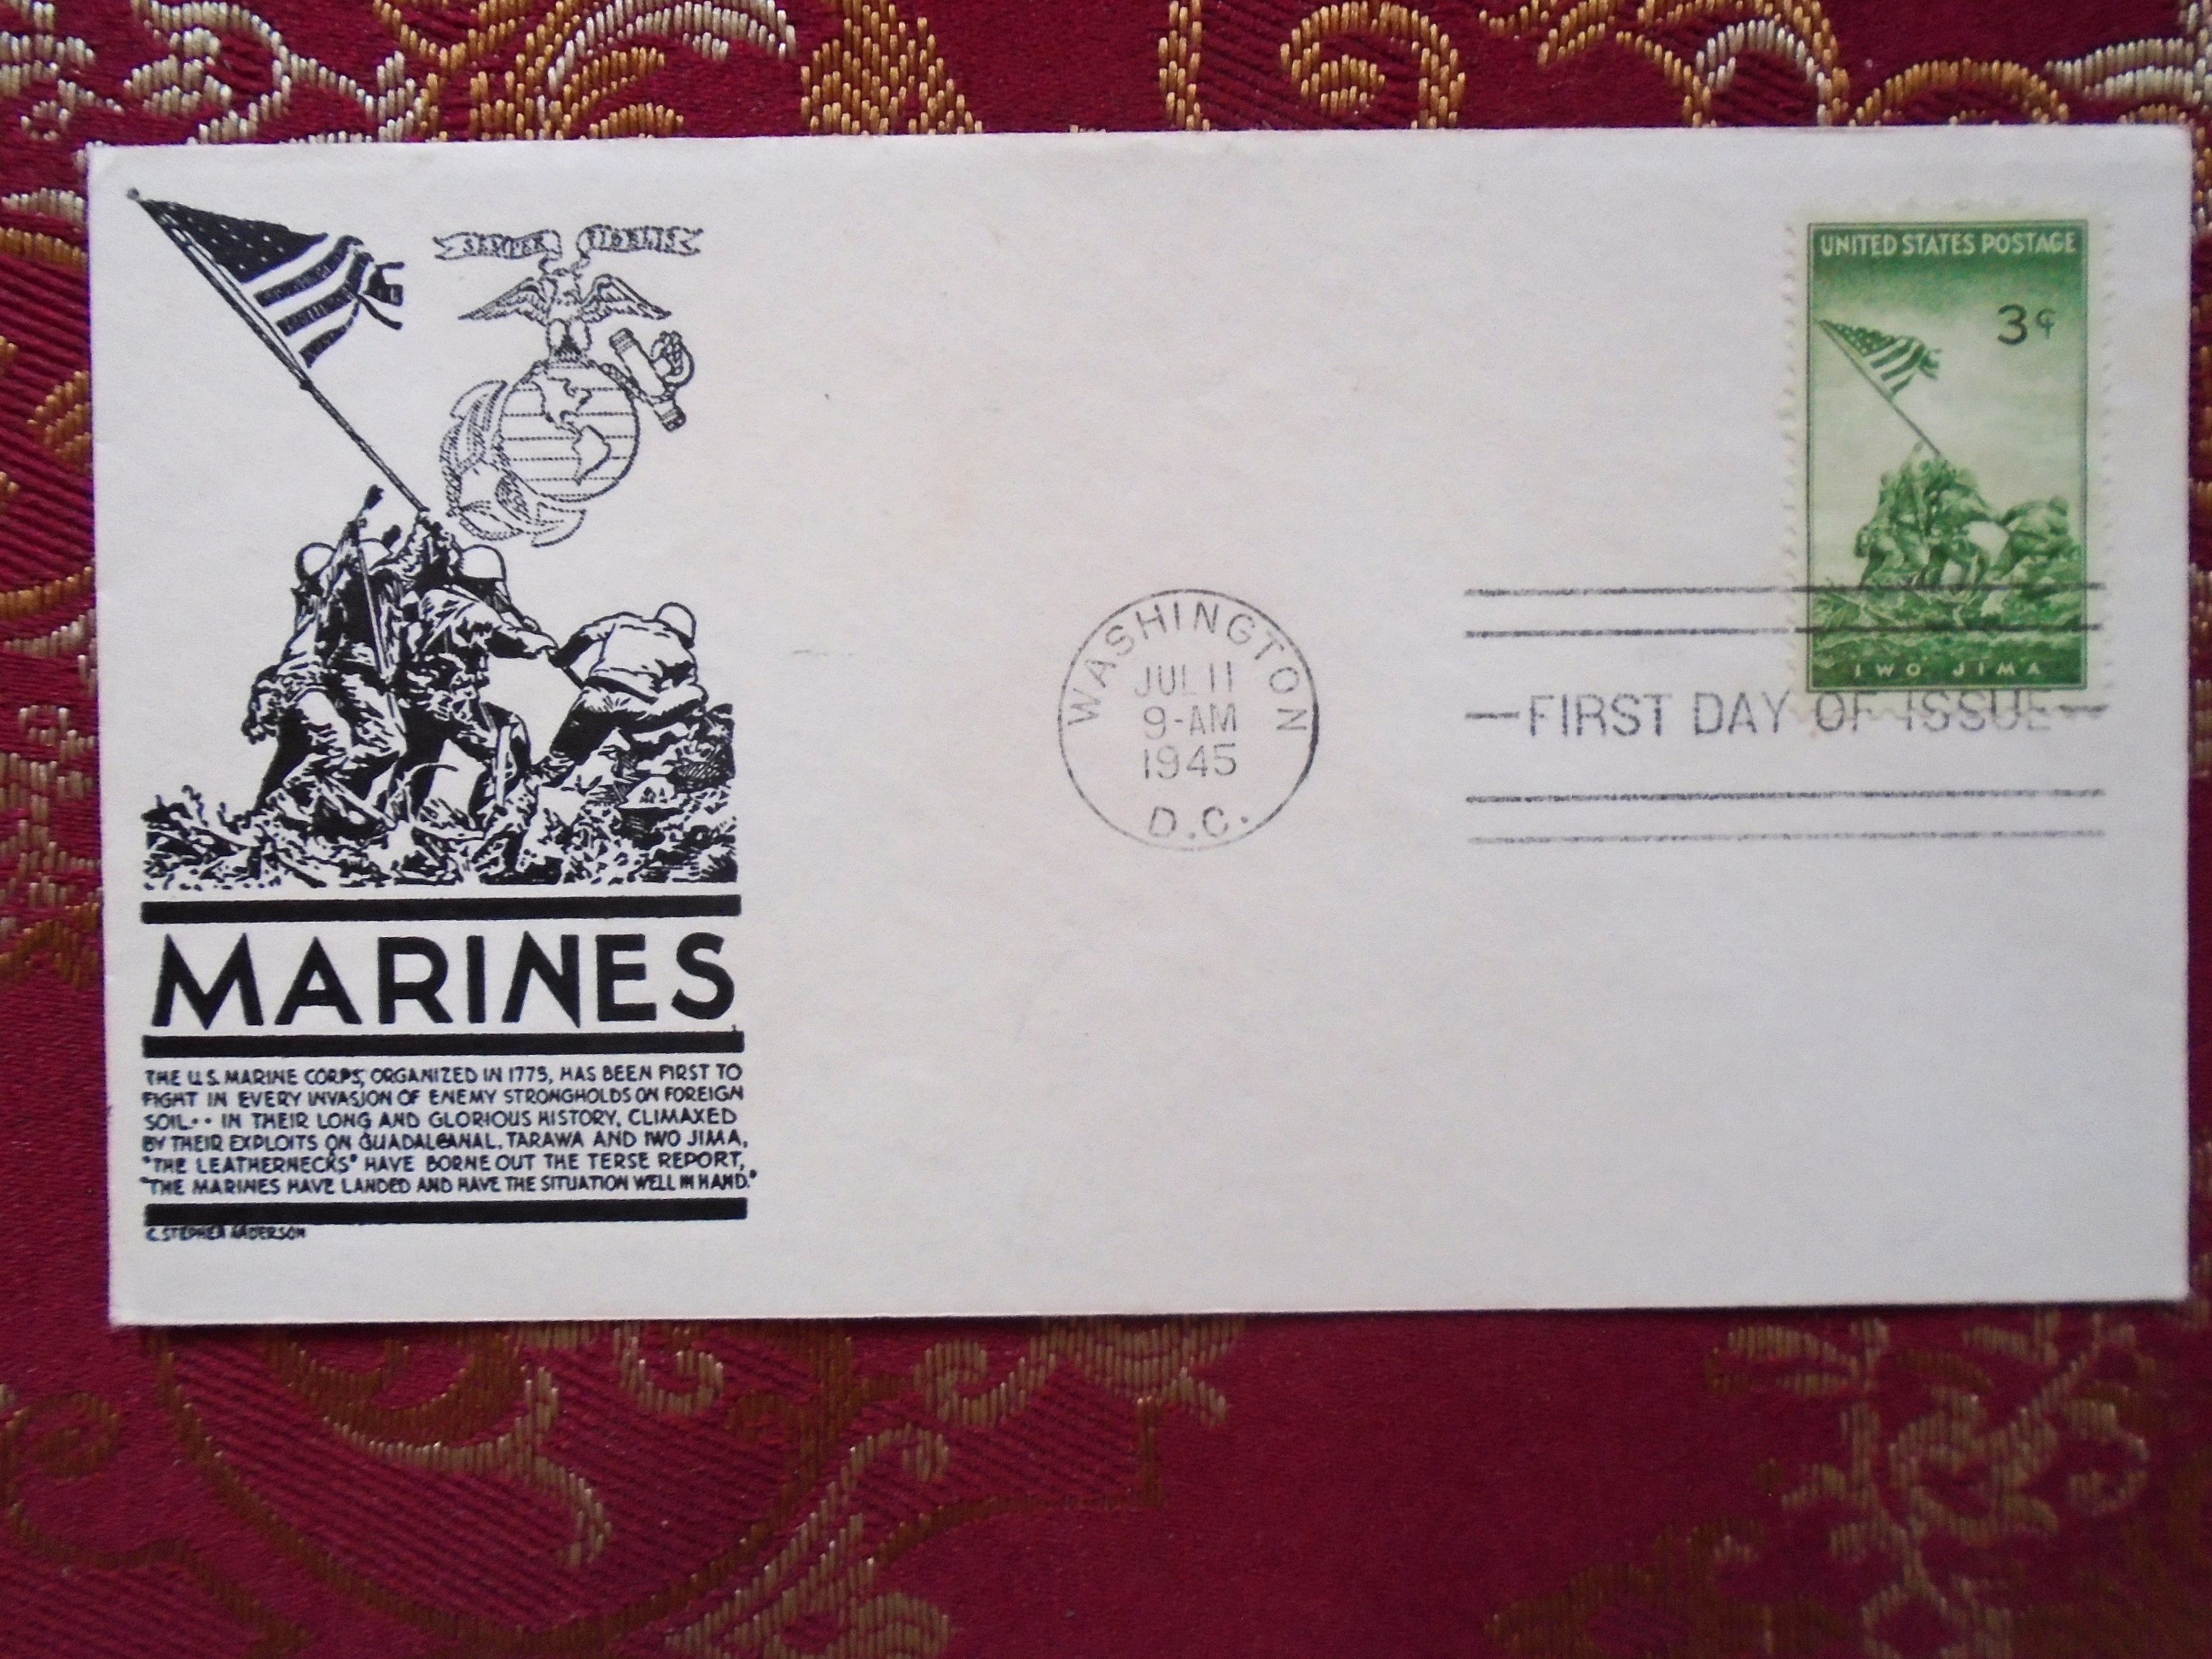 SEMPER FIDELIS
UNITED STATES POSTAGE
3¢
IWO JIMA
WASHINGTON
JUL 11
9-AM
1945
D.C.
FIRST DAY OF ISSUE
MARINES
THE U.S. MARINE CORPS, ORGANIZED IN 1775, HAS BEEN FIRST TO
FIGHT IN EVERY INVASION OF ENEMY STRONGHOLDS ON FOREIGN
SOIL·· IN THEIR LONG AND GLORIOUS HISTORY, CLIMAXED
BY THEIR EXPLOITS ON GUADALCANAL, TARAWA AND IWO JIMA,
"THE LEATHERNECKS" HAVE BORNE OUT THE TERSE REPORT,
"THE MARINES HAVE LANDED AND HAVE THE SITUATION WELL IN HAND."
C. STEPHEN ANDERSON